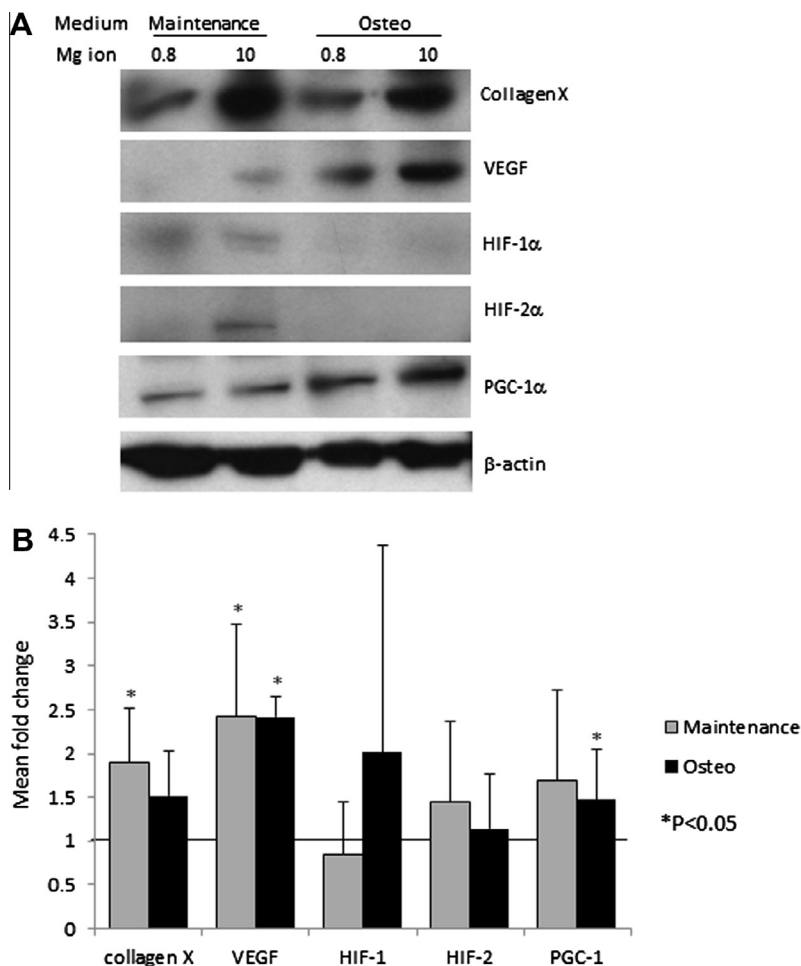 A
Medium Maintenance Osteo
Mg ion 0.8 10 0.8 10
Collagen X
VEGF
HIF-1α
HIF-2α
PGC-1α
β-actin
B
Mean fold change
4.5
4
3.5
3
2.5
2
1.5
1
0.5
0
* * * *
collagen X VEGF HIF-1 HIF-2 PGC-1
Maintenance
Osteo
*P<0.05